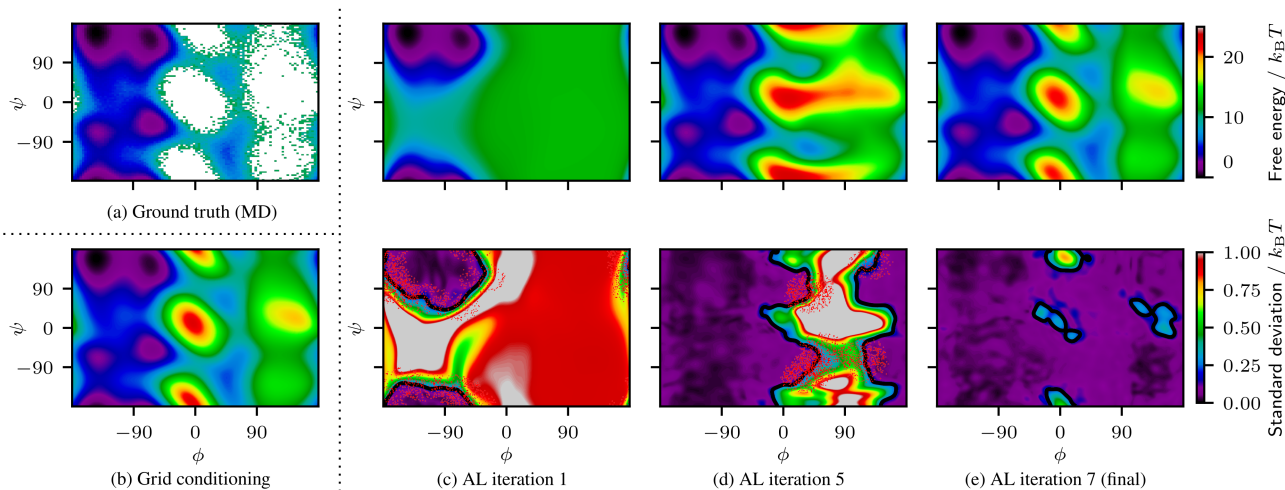 90
0
−90
ψ
(a) Ground truth (MD)
ψ
ψ
20
10
0
Free energy / k_B T
90
0
−90
ψ
−90 0 90
ϕ
(b) Grid conditioning
ψ
−90 0 90
ϕ
(c) AL iteration 1
−90 0 90
ϕ
(d) AL iteration 5
−90 0 90
ϕ
(e) AL iteration 7 (final)
1.00
0.75
0.50
0.25
0.00
Standard deviation / k_B T